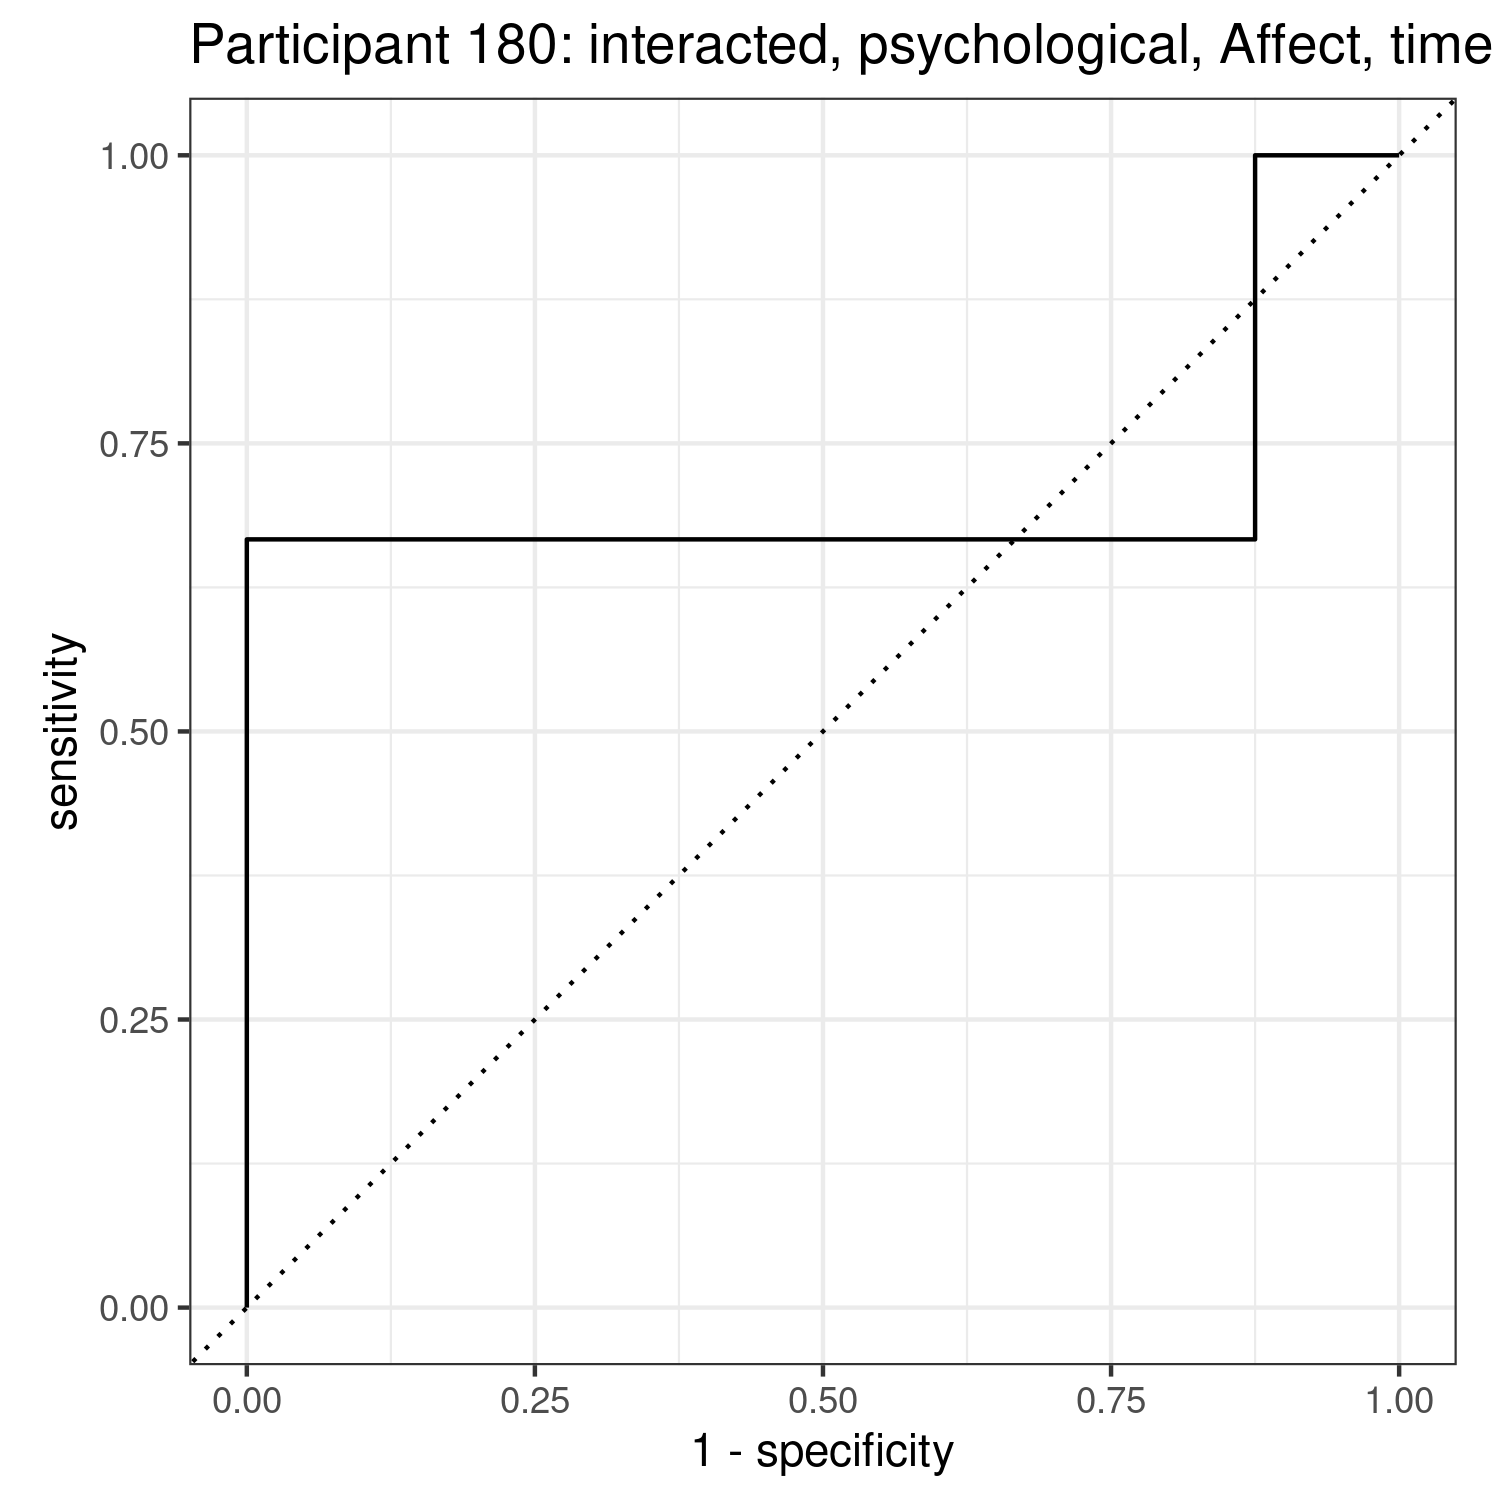 Participant 180: interacted, psychological, Affect, time
1.00
0.75
0.50
0.25
0.00
sensitivity
0.00 0.25 0.50 0.75 1.00
1 - specificity